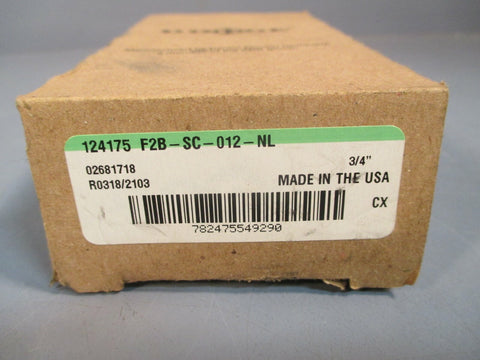 124175 F2B-SC-012-NL
02681718
3/4"
R0318/2103
MADE IN THE USA
CX
782475549290